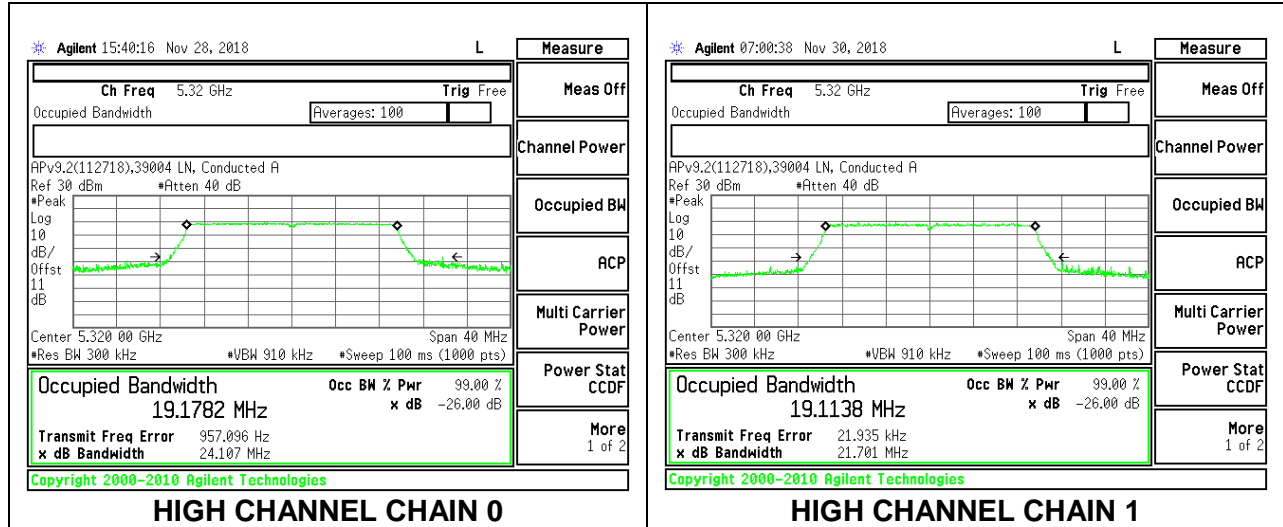 Agilent 15:40:16 Nov 28, 2018 L
Measure
Ch Freq 5.32 GHz Trig Free
Occupied Bandwidth Averages: 100
APv9.2(112718),39004 LN, Conducted A
Ref 30 dBm #Atten 40 dB
#Peak
Log
10
dB/
Offst
11
dB
Center 5.320 00 GHz Span 40 MHz
#Res BW 300 kHz #VBW 910 kHz #Sweep 100 ms (1000 pts)
Occupied Bandwidth Occ BW % Pwr 99.00 %
19.1782 MHz x dB -26.00 dB
Transmit Freq Error 957.096 Hz
x dB Bandwidth 24.107 MHz
Copyright 2000-2010 Agilent Technologies
Meas Off
Channel Power
Occupied BW
ACP
Multi Carrier
Power
Power Stat
CCDF
More
1 of 2
HIGH CHANNEL CHAIN 0
Agilent 07:00:38 Nov 30, 2018 L
Measure
Ch Freq 5.32 GHz Trig Free
Occupied Bandwidth Averages: 100
APv9.2(112718),39004 LN, Conducted A
Ref 30 dBm #Atten 40 dB
#Peak
Log
10
dB/
Offst
11
dB
Center 5.320 00 GHz Span 40 MHz
#Res BW 300 kHz #VBW 910 kHz #Sweep 100 ms (1000 pts)
Occupied Bandwidth Occ BW % Pwr 99.00 %
19.1138 MHz x dB -26.00 dB
Transmit Freq Error 21.935 kHz
x dB Bandwidth 21.701 MHz
Copyright 2000-2010 Agilent Technologies
Meas Off
Channel Power
Occupied BW
ACP
Multi Carrier
Power
Power Stat
CCDF
More
1 of 2
HIGH CHANNEL CHAIN 1